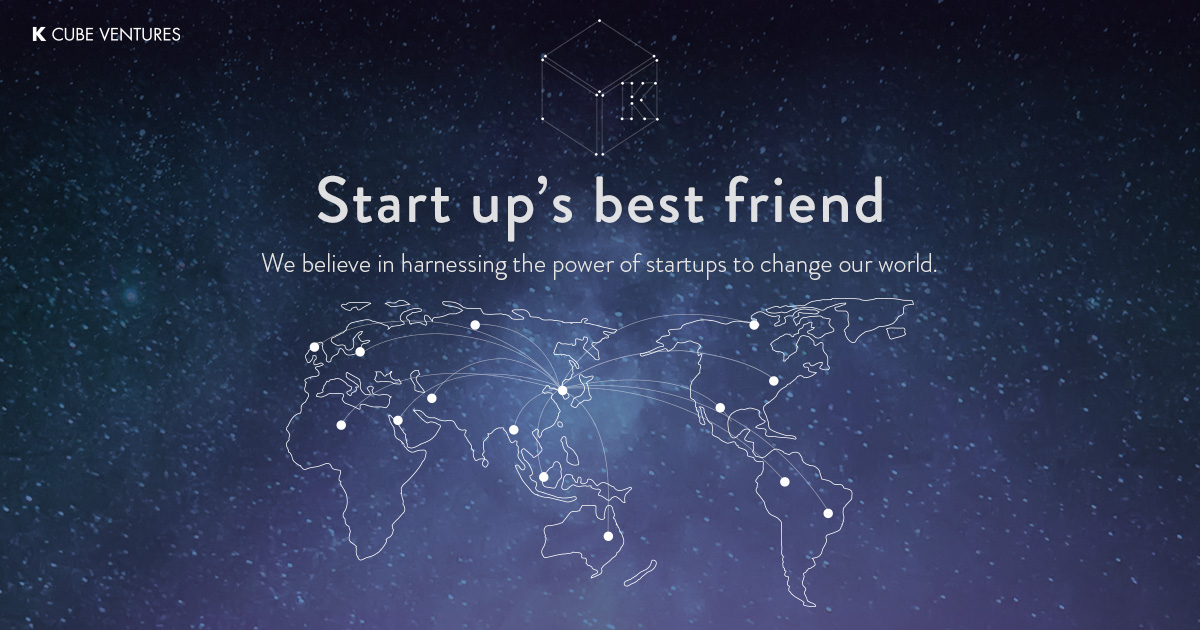 K CUBE VENTURES
K
Start up’s best friend
We believe in harnessing the power of startups to change our world.